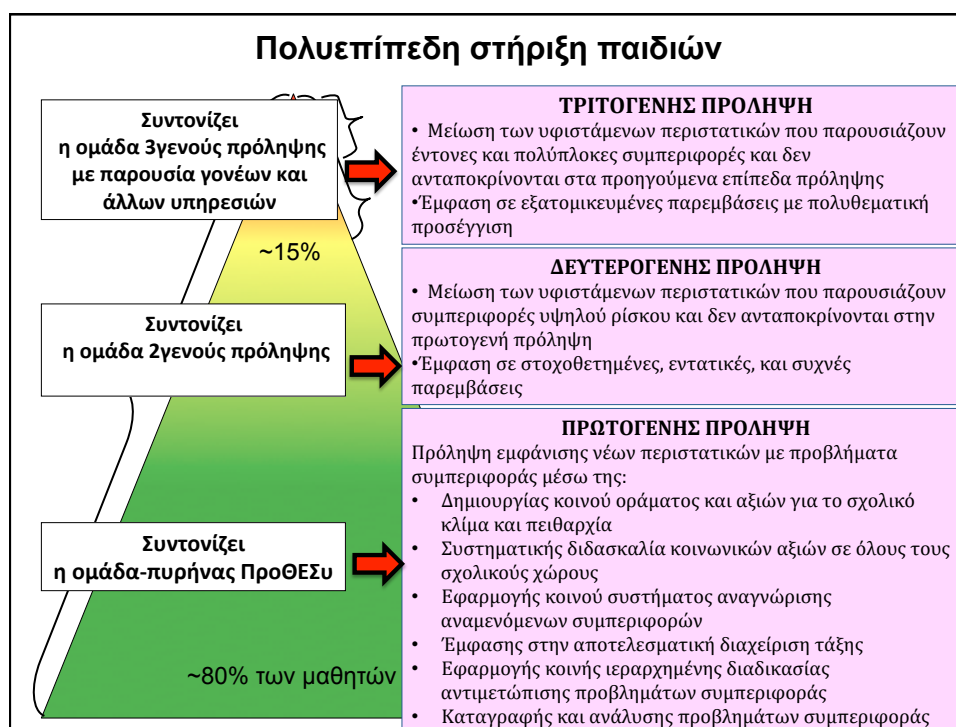 Πολυεπίπεδη στήριξη παιδιών
Συντονίζει
η ομάδα 3γενούς πρόληψης
με παρουσία γονέων και
άλλων υπηρεσιών
ΤΡΙΤΟΓΕΝΗΣ ΠΡΟΛΗΨΗ
• Μείωση των υφιστάμενων περιστατικών που παρουσιάζουν
έντονες και πολύπλοκες συμπεριφορές και δεν
ανταποκρίνονται στα προηγούμενα επίπεδα πρόληψης
•Έμφαση σε εξατομικευμένες παρεμβάσεις με πολυθεματική
προσέγγιση
~15%
Συντονίζει
η ομάδα 2γενούς πρόληψης
ΔΕΥΤΕΡΟΓΕΝΗΣ ΠΡΟΛΗΨΗ
• Μείωση των υφιστάμενων περιστατικών που παρουσιάζουν
συμπεριφορές υψηλού ρίσκου και δεν ανταποκρίνονται στην
πρωτογενή πρόληψη
•Έμφαση σε στοχοθετημένες, εντατικές, και συχνές
παρεμβάσεις
Συντονίζει
η ομάδα-πυρήνας ΠροΘΕΣυ
ΠΡΩΤΟΓΕΝΗΣ ΠΡΟΛΗΨΗ
Πρόληψη εμφάνισης νέων περιστατικών με προβλήματα
συμπεριφοράς μέσω της:
• Δημιουργίας κοινού οράματος και αξιών για το σχολικό
κλίμα και πειθαρχία
• Συστηματικής διδασκαλία κοινωνικών αξιών σε όλους τους
σχολικούς χώρους
• Εφαρμογής κοινού συστήματος αναγνώρισης
αναμενόμενων συμπεριφορών
• Έμφασης στην αποτελεσματική διαχείριση τάξης
• Εφαρμογής κοινής ιεραρχημένης διαδικασίας
αντιμετώπισης προβλημάτων συμπεριφοράς
• Καταγραφής και ανάλυσης προβλημάτων συμπεριφοράς
~80% των μαθητών